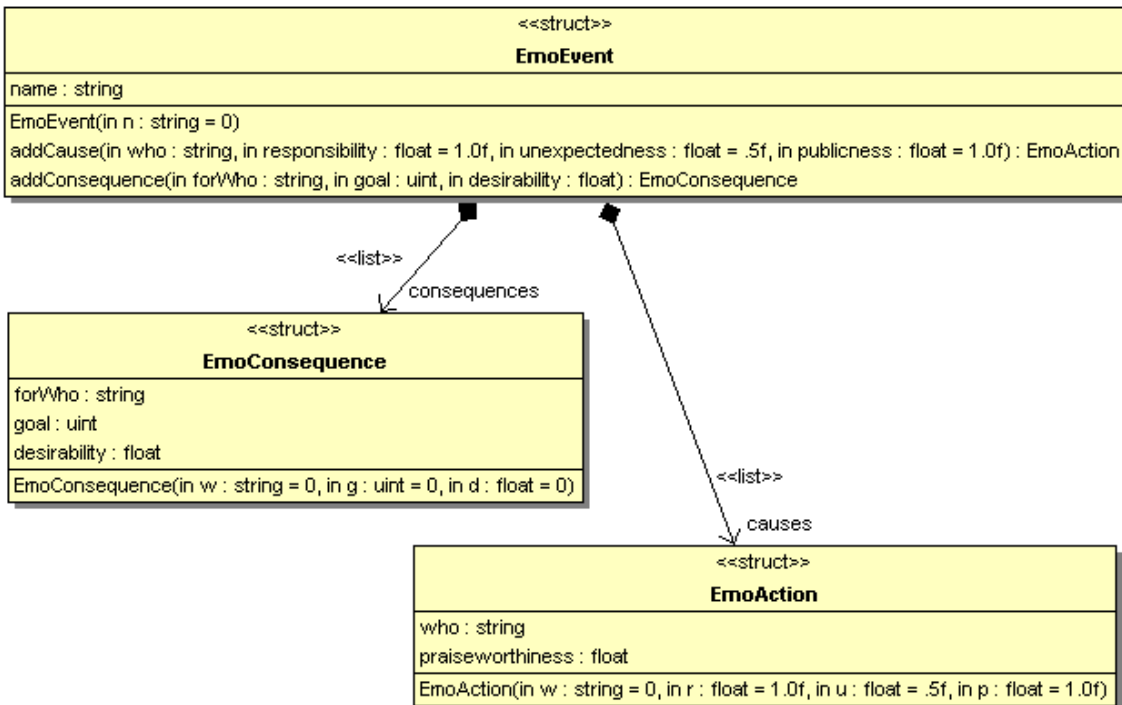 <<struct>>
EmoEvent
name : string
EmoEvent(in n : string = 0)
addCause(in who : string, in responsibility : float = 1.0f, in unexpectedness : float = .5f, in publicness : float = 1.0f) : EmoAction
addConsequence(in forWho : string, in goal : uint, in desirability : float) : EmoConsequence
<<list>>
consequences
<<struct>>
EmoConsequence
forWho : string
goal : uint
desirability : float
EmoConsequence(in w : string = 0, in g : uint = 0, in d : float = 0)
<<list>>
causes
<<struct>>
EmoAction
who : string
praiseworthiness : float
EmoAction(in w : string = 0, in r : float = 1.0f, in u : float = .5f, in p : float = 1.0f)